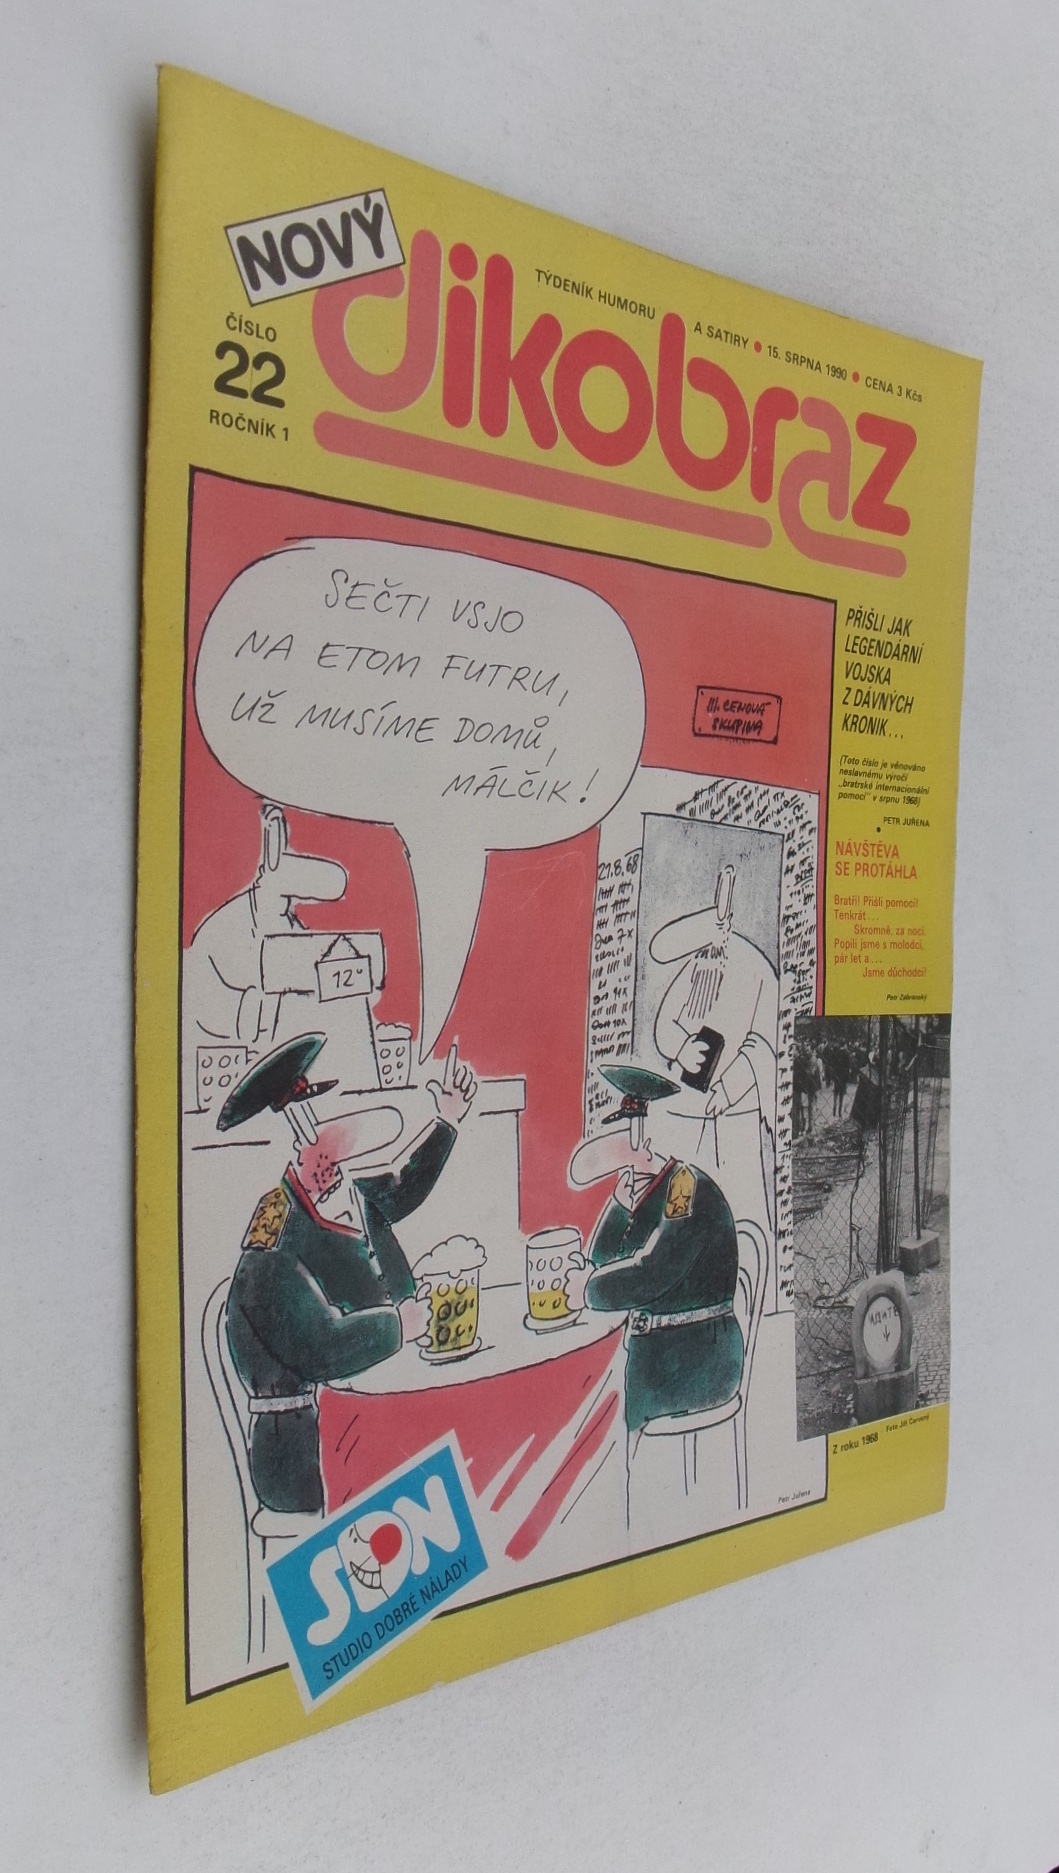 NOVÝ
dikobraz
TÝDENÍK HUMORU A SATIRY • 15. SRPNA 1990 • CENA 3 Kčs
ČÍSLO
22
ROČNÍK 1
SEČTI VSJO
NA ETOM FUTRU,
UŽ MUSÍME DOMŮ,
MÁLČIK!
III. CENOVÁ
SKUPINA
21.8.68
12°
PŘIŠLI JAK
LEGENDÁRNÍ
VOJSKA
Z DÁVNÝCH
KRONIK...
(Toto číslo je věnováno
neslavnému výročí
„bratrské internacionální
pomoci" v srpnu 1968)
PETR JUŘENA
•
NÁVŠTĚVA
SE PROTÁHLA
Bratři! Přišli pomoci!
Tenkrát...
Skromně, za noci.
Popili jsme s molodci,
pár let a...
Jsme důchodci!
Petr Zábranský
ИДИТЕ
Z roku 1968
Foto Jiří Červený
Petr Juřena
SDN
STUDIO DOBRÉ NÁLADY